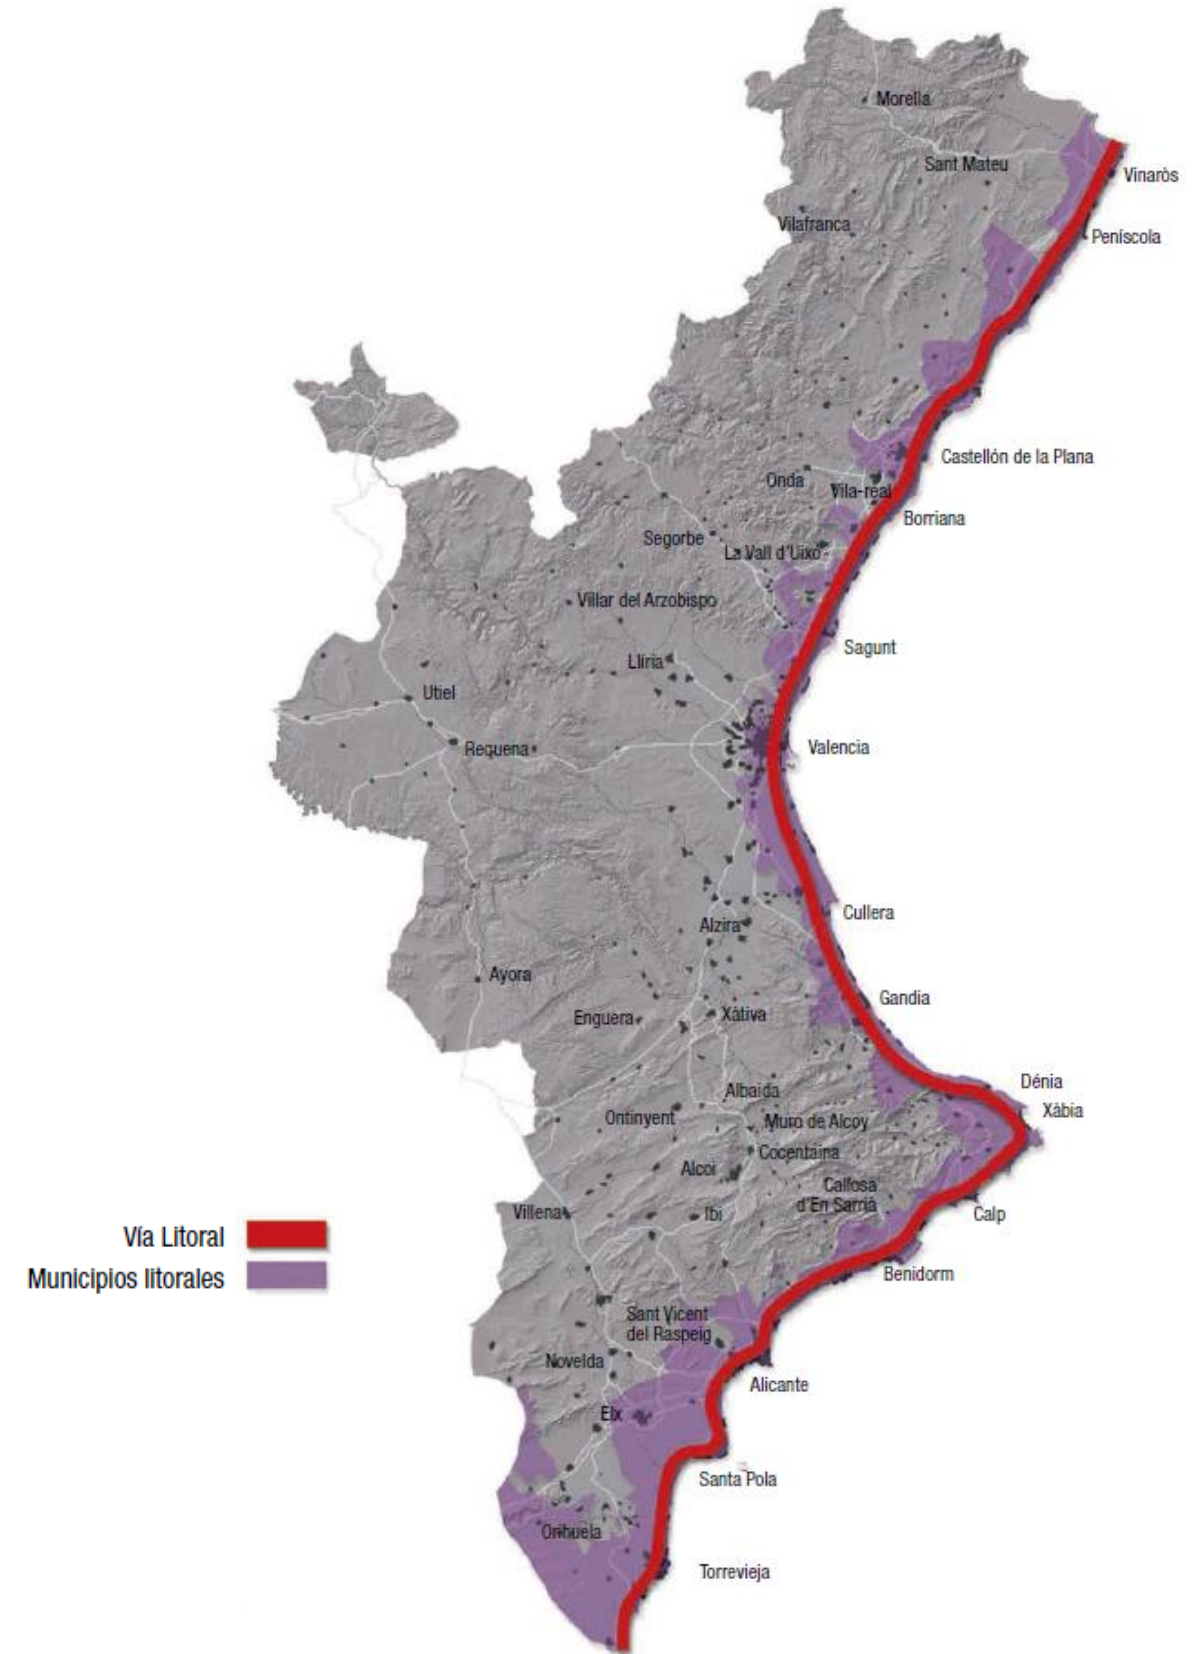 Morella
Sant Mateu
Vinaròs
Vilafranca
Peníscola
Castellón de la Plana
Onda
Vila-real
Borriana
Segorbe
La Vall d'Uixó
Villar del Arzobispo
Sagunt
Llíria
Utiel
Requena
Valencia
Cullera
Alzira
Ayora
Gandia
Enguera
Xàtiva
Dénia
Albaida
Xàbia
Ontinyent
Muro de Alcoy
Cocentaina
Alcoi
Callosa
d'En Sarrià
Villena
Ibi
Calp
Vía Litoral
Municipios litorales
Benidorm
Sant Vicent
del Raspeig
Novelda
Alicante
Elx
Santa Pola
Orihuela
Torrevieja